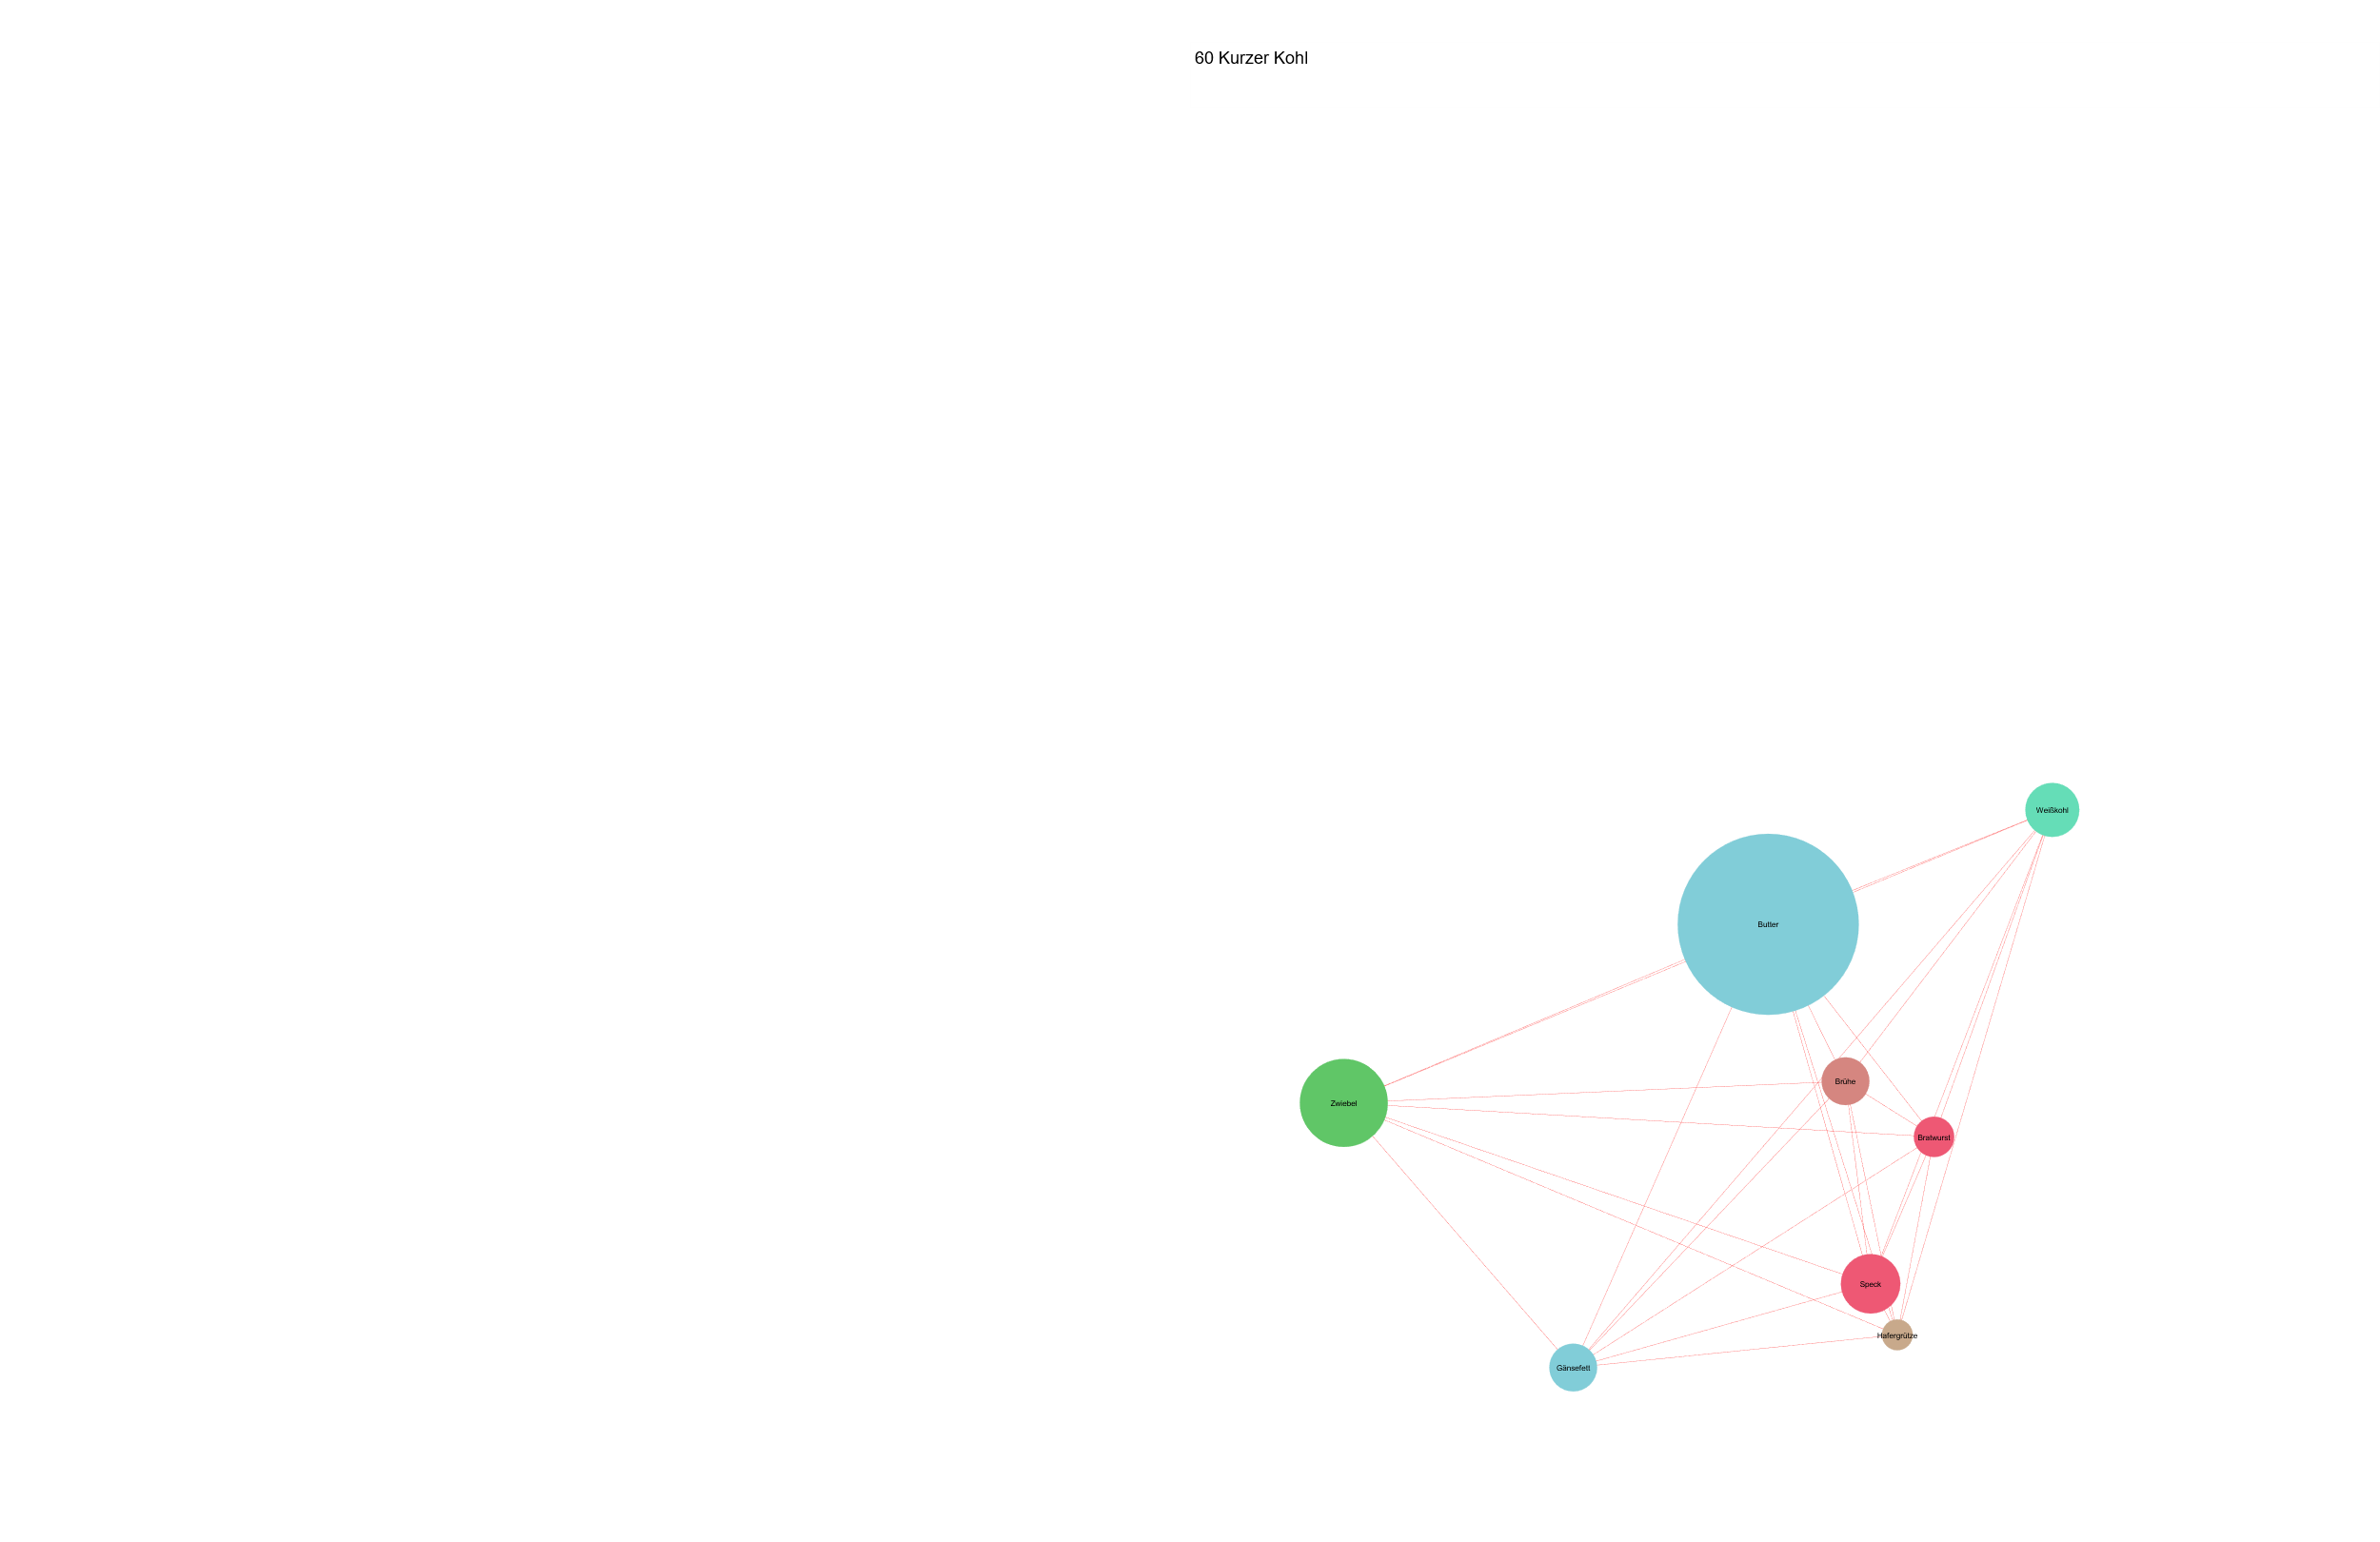 60 Kurzer Kohl
Weißkohl
Butter
Brühe
Zwiebel
Bratwurst
Speck
Hafergrütze
Gänsefett